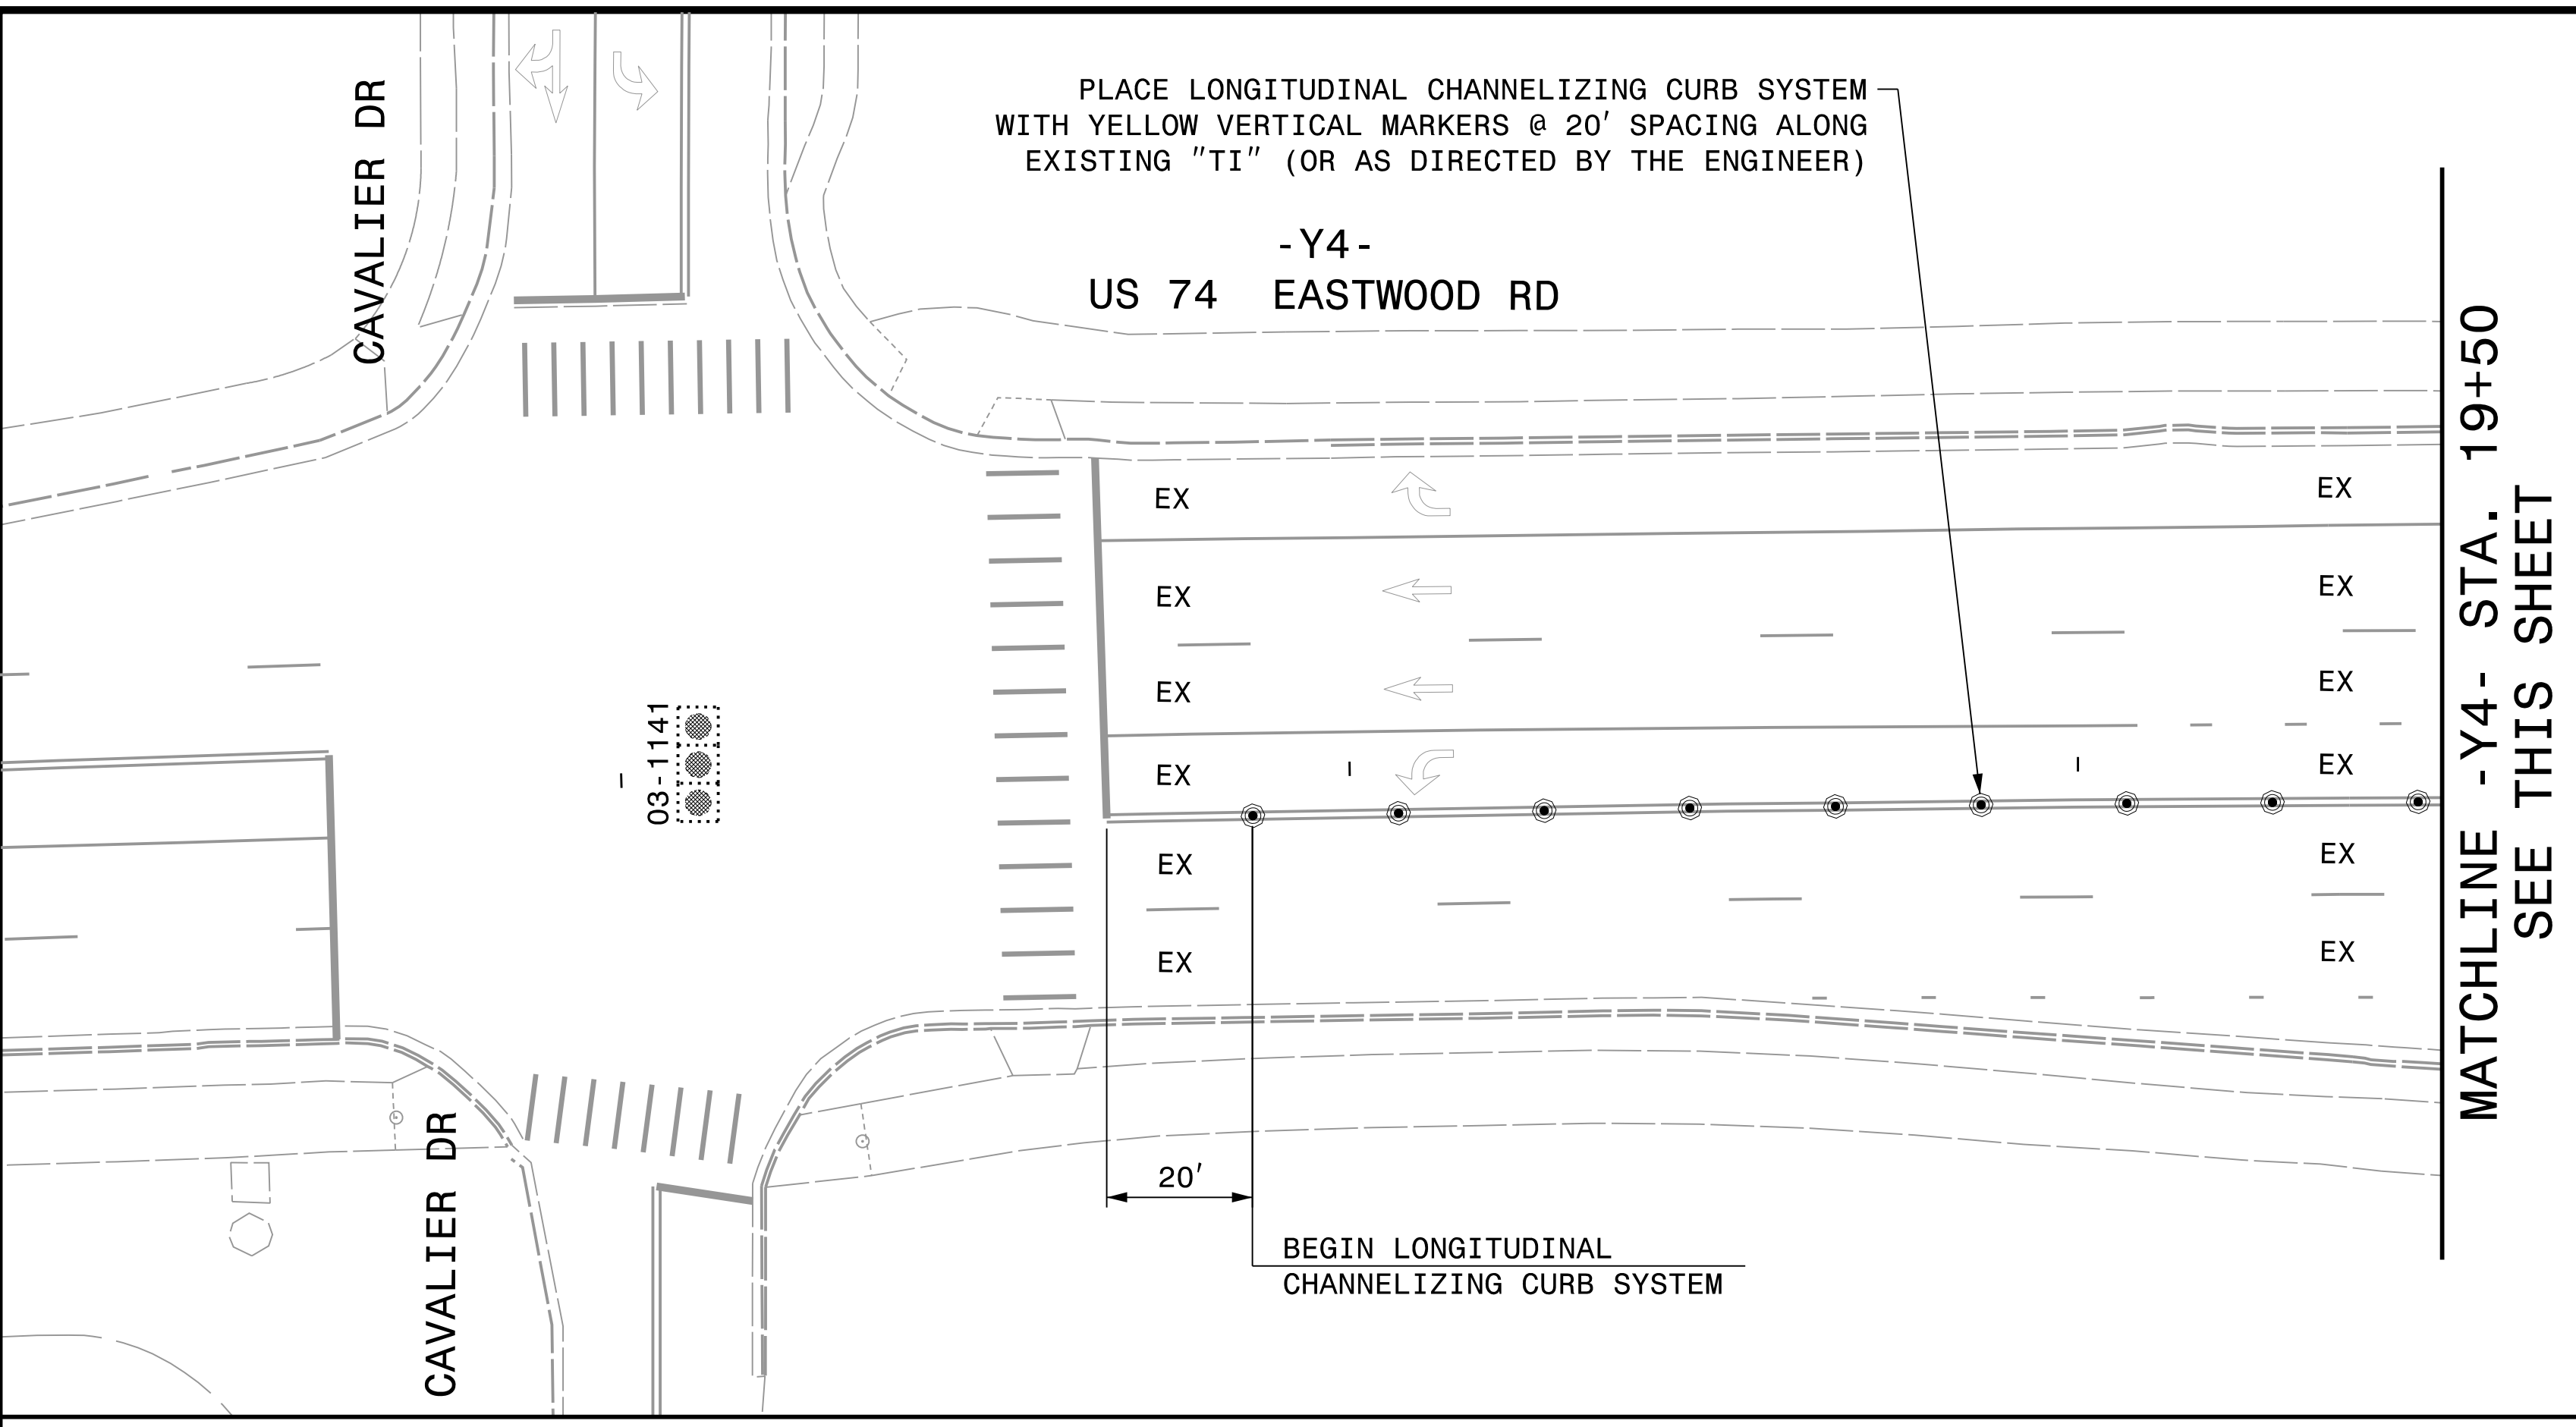 CAVALIER DR
PLACE LONGITUDINAL CHANNELIZING CURB SYSTEM
WITH YELLOW VERTICAL MARKERS @ 20' SPACING ALONG
EXISTING "TI" (OR AS DIRECTED BY THE ENGINEER)
-Y4-
US 74 EASTWOOD RD
EX
EX
EX
EX
EX
EX
EX
EX
EX
EX
EX
EX
03-1141
MATCHLINE -Y4- STA. 19+50
SEE THIS SHEET
CAVALIER DR
20'
BEGIN LONGITUDINAL
CHANNELIZING CURB SYSTEM